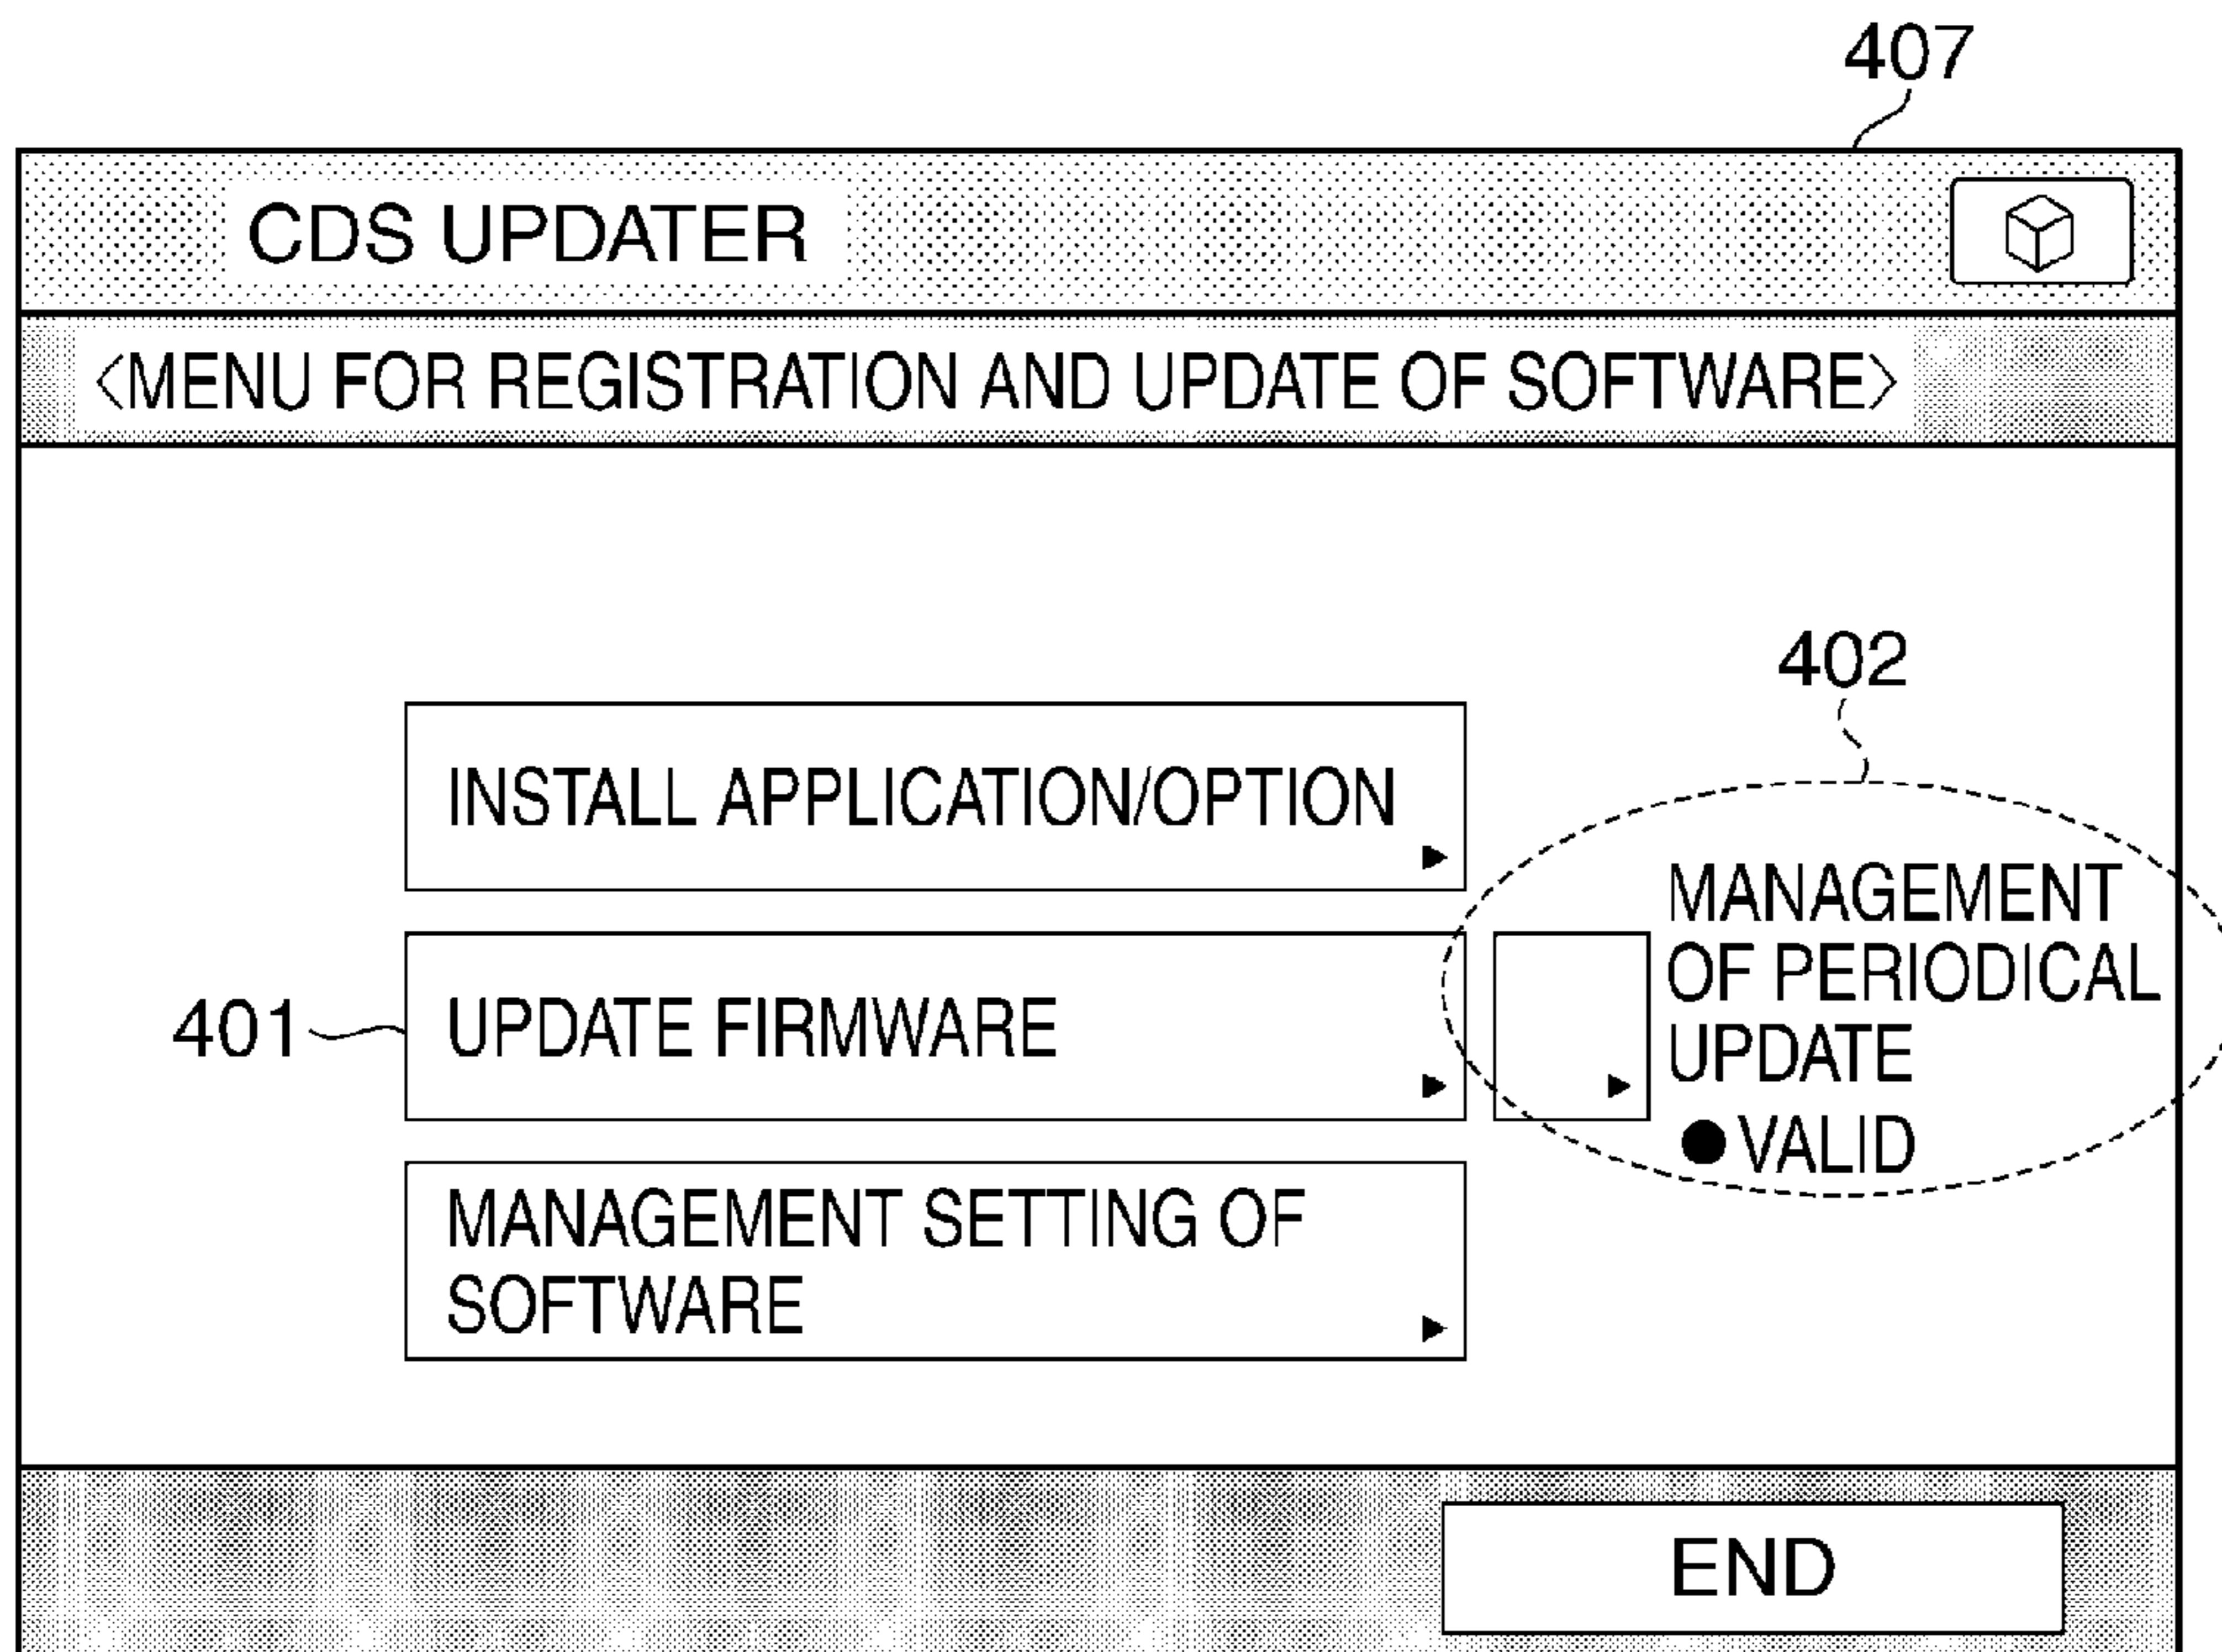 407
CDS UPDATER
<MENU FOR REGISTRATION AND UPDATE OF SOFTWARE>
402
INSTALL APPLICATION/OPTION
401
UPDATE FIRMWARE
MANAGEMENT
OF PERIODICAL
UPDATE
●VALID
MANAGEMENT SETTING OF
SOFTWARE
END